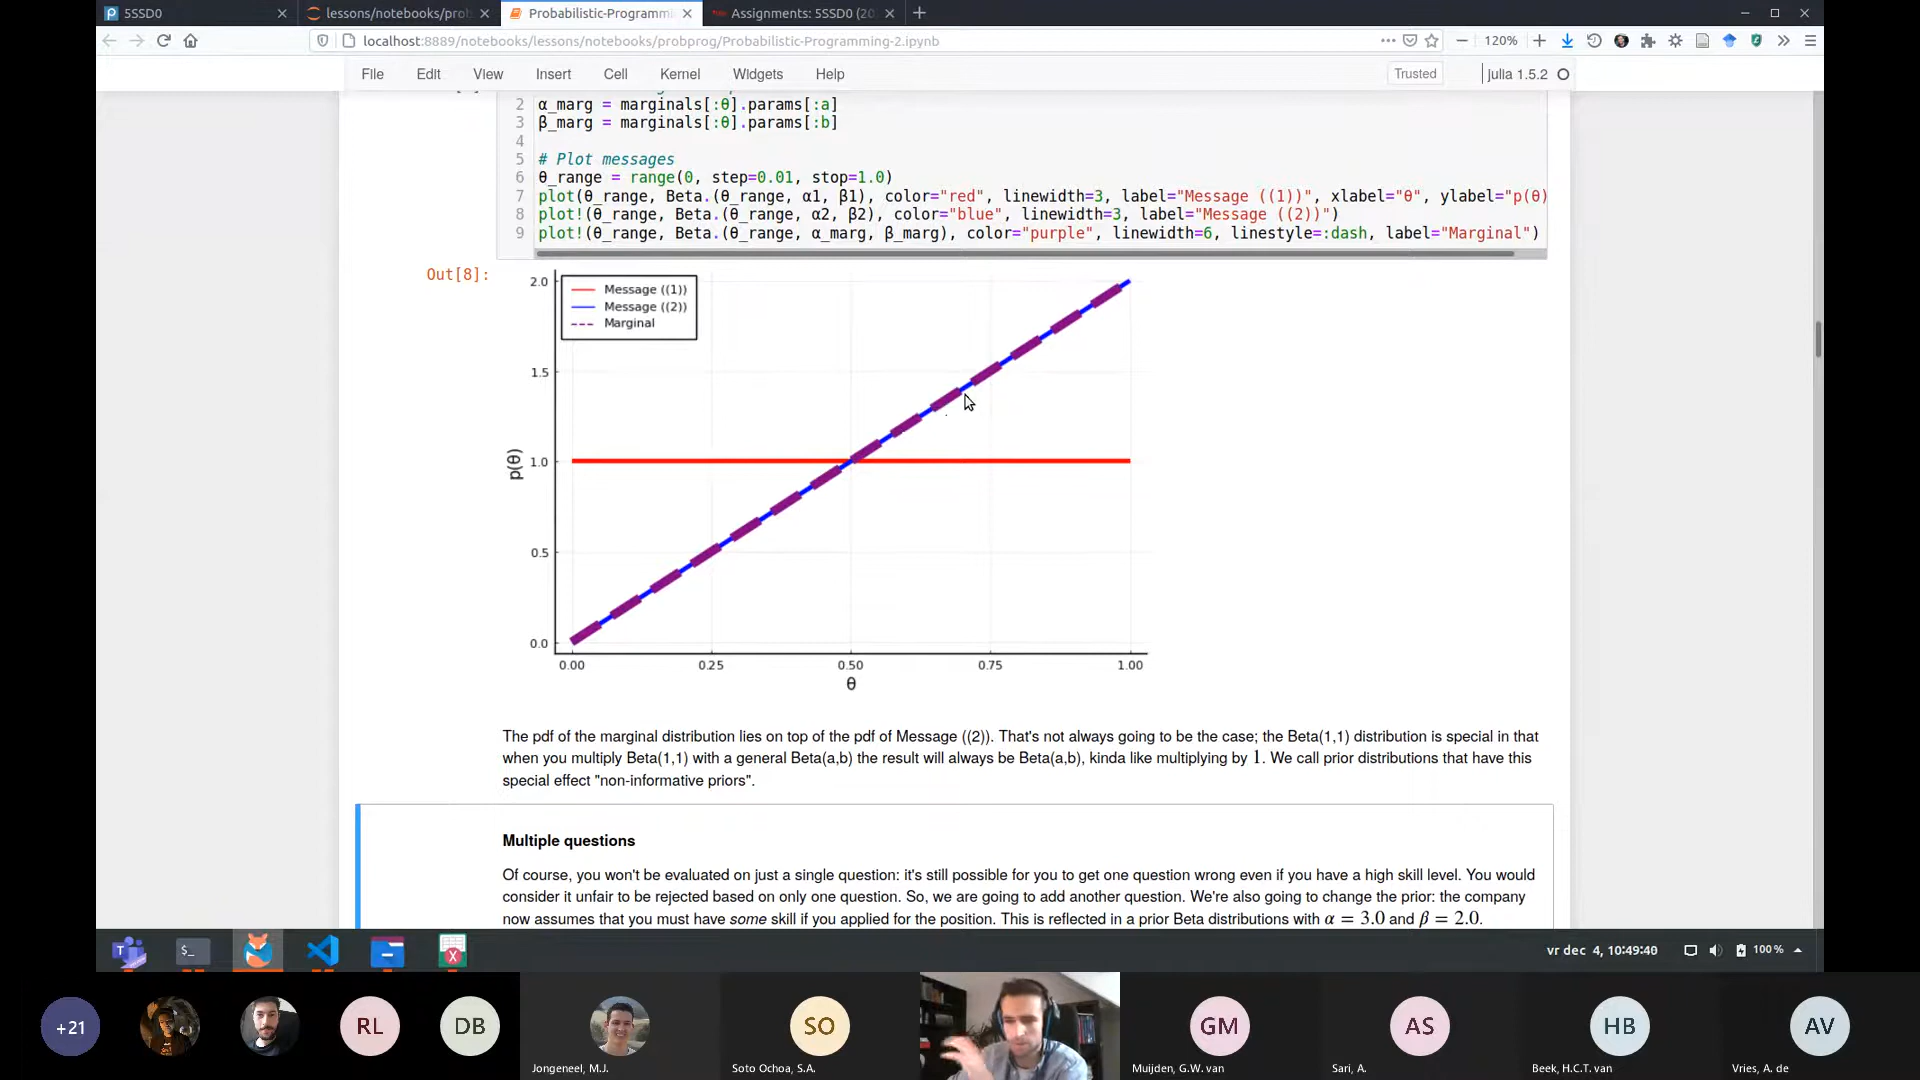 5SSD0
lessons/notebooks/prob
Probabilistic-Programmi
Assignments: 5SSD0 (20
localhost:8889/notebooks/lessons/notebooks/probprog/Probabilistic-Programming-2.ipynb
120%
File Edit View Insert Cell Kernel Widgets Help
Trusted
julia 1.5.2
2 α_marg = marginals[:θ].params[:a]
3 β_marg = marginals[:θ].params[:b]
4
5 # Plot messages
6 θ_range = range(0, step=0.01, stop=1.0)
7 plot(θ_range, Beta.(θ_range, α1, β1), color="red", linewidth=3, label="Message ((1))", xlabel="θ", ylabel="p(θ)
8 plot!(θ_range, Beta.(θ_range, α2, β2), color="blue", linewidth=3, label="Message ((2))")
9 plot!(θ_range, Beta.(θ_range, α_marg, β_marg), color="purple", linewidth=6, linestyle=:dash, label="Marginal")
Out[8]:
Message ((1))
Message ((2))
Marginal
2.0
1.5
1.0
0.5
0.0
p(θ)
0.00 0.25 0.50 0.75 1.00
θ
The pdf of the marginal distribution lies on top of the pdf of Message ((2)). That's not always going to be the case; the Beta(1,1) distribution is special in that
when you multiply Beta(1,1) with a general Beta(a,b) the result will always be Beta(a,b), kinda like multiplying by 1. We call prior distributions that have this
special effect "non-informative priors".
Multiple questions
Of course, you won't be evaluated on just a single question: it's still possible for you to get one question wrong even if you have a high skill level. You would
consider it unfair to be rejected based on only one question. So, we are going to add another question. We're also going to change the prior: the company
now assumes that you must have some skill if you applied for the position. This is reflected in a prior Beta distributions with α = 3.0 and β = 2.0.
vr dec 4, 10:49:40
100%
+21
RL
DB
SO
GM
AS
HB
AV
Jongeneel, M.J.
Soto Ochoa, S.A.
Muijden, G.W. van
Sari, A.
Beek, H.C.T. van
Vries, A. de